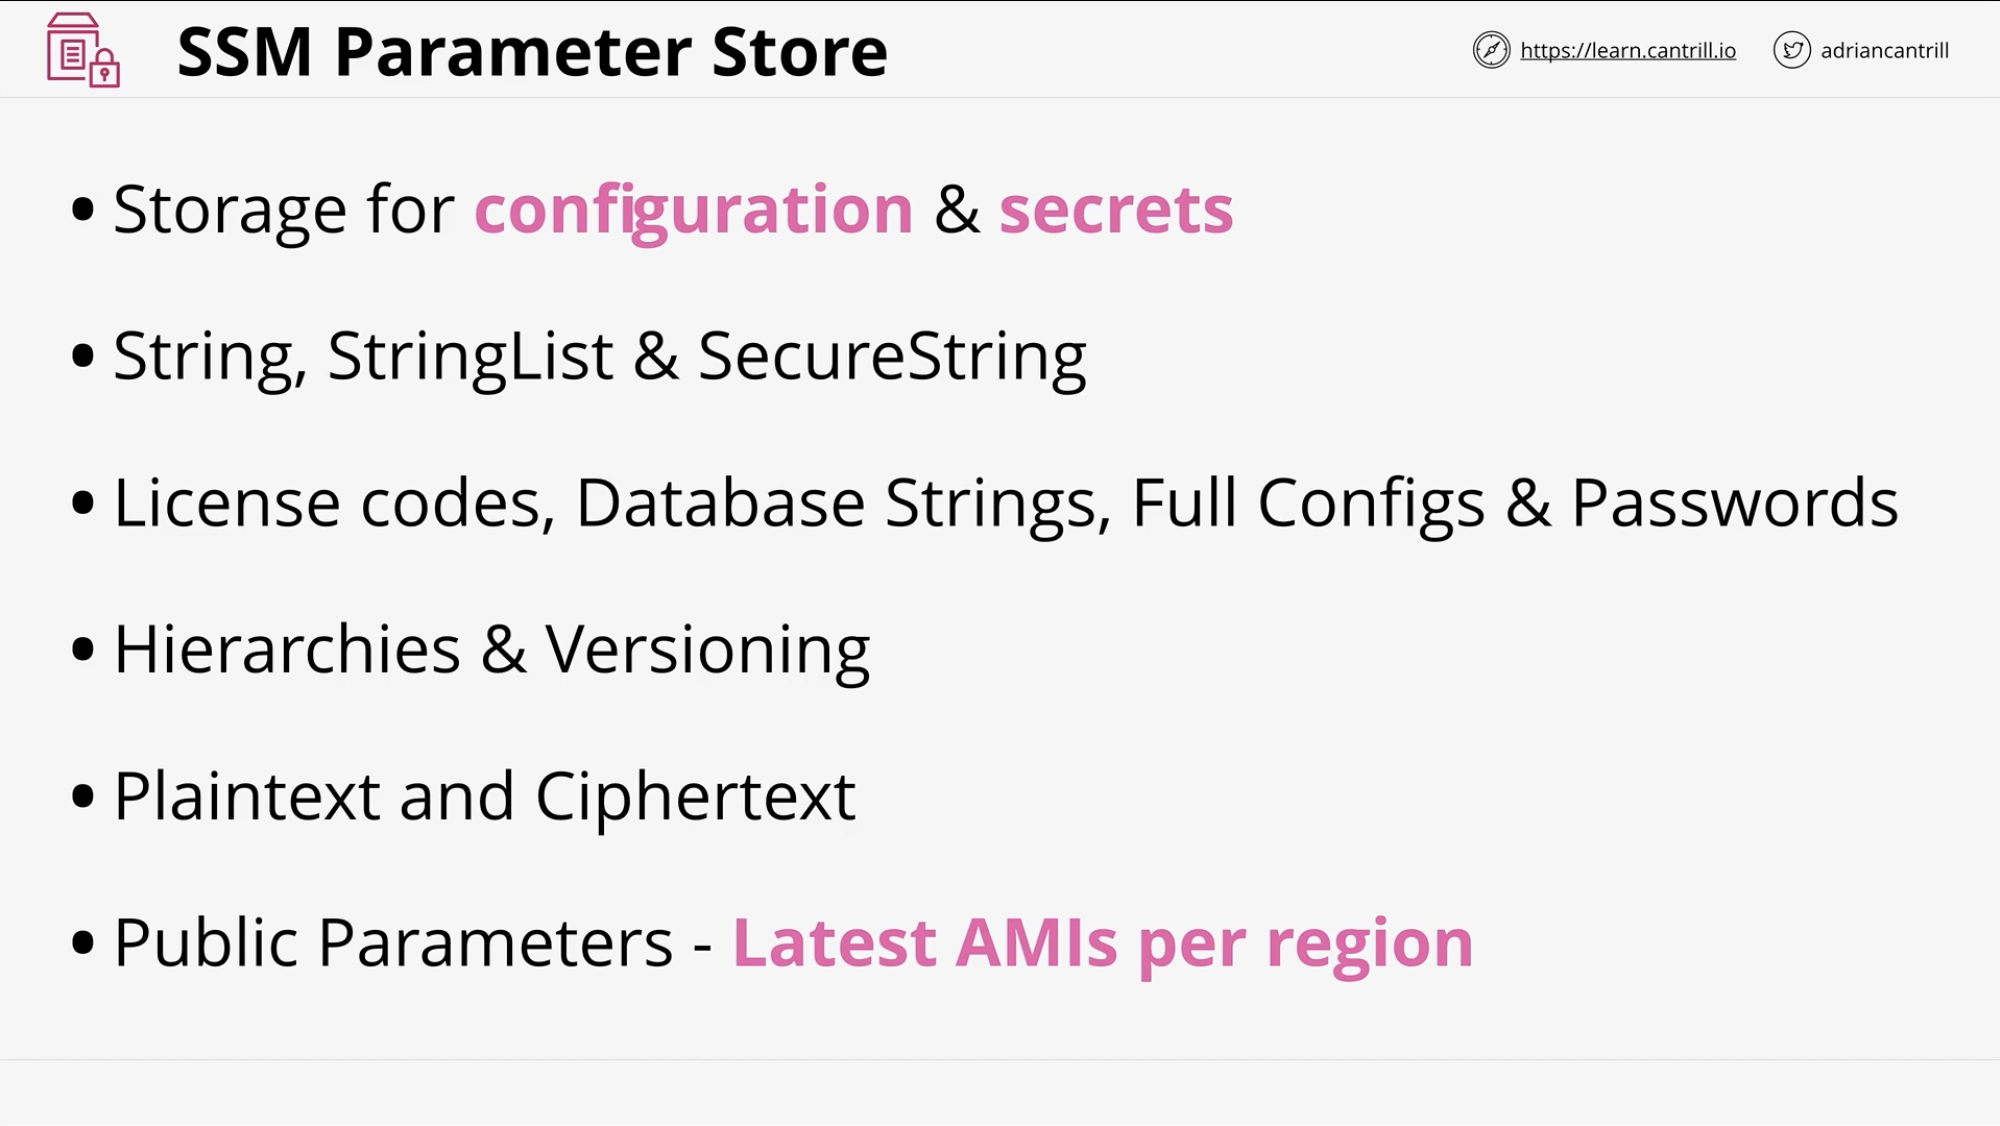 SSM Parameter Store
https://learn.cantrill.io
adriancantrill
• Storage for configuration & secrets
• String, StringList & SecureString
• License codes, Database Strings, Full Configs & Passwords
• Hierarchies & Versioning
• Plaintext and Ciphertext
• Public Parameters - Latest AMIs per region